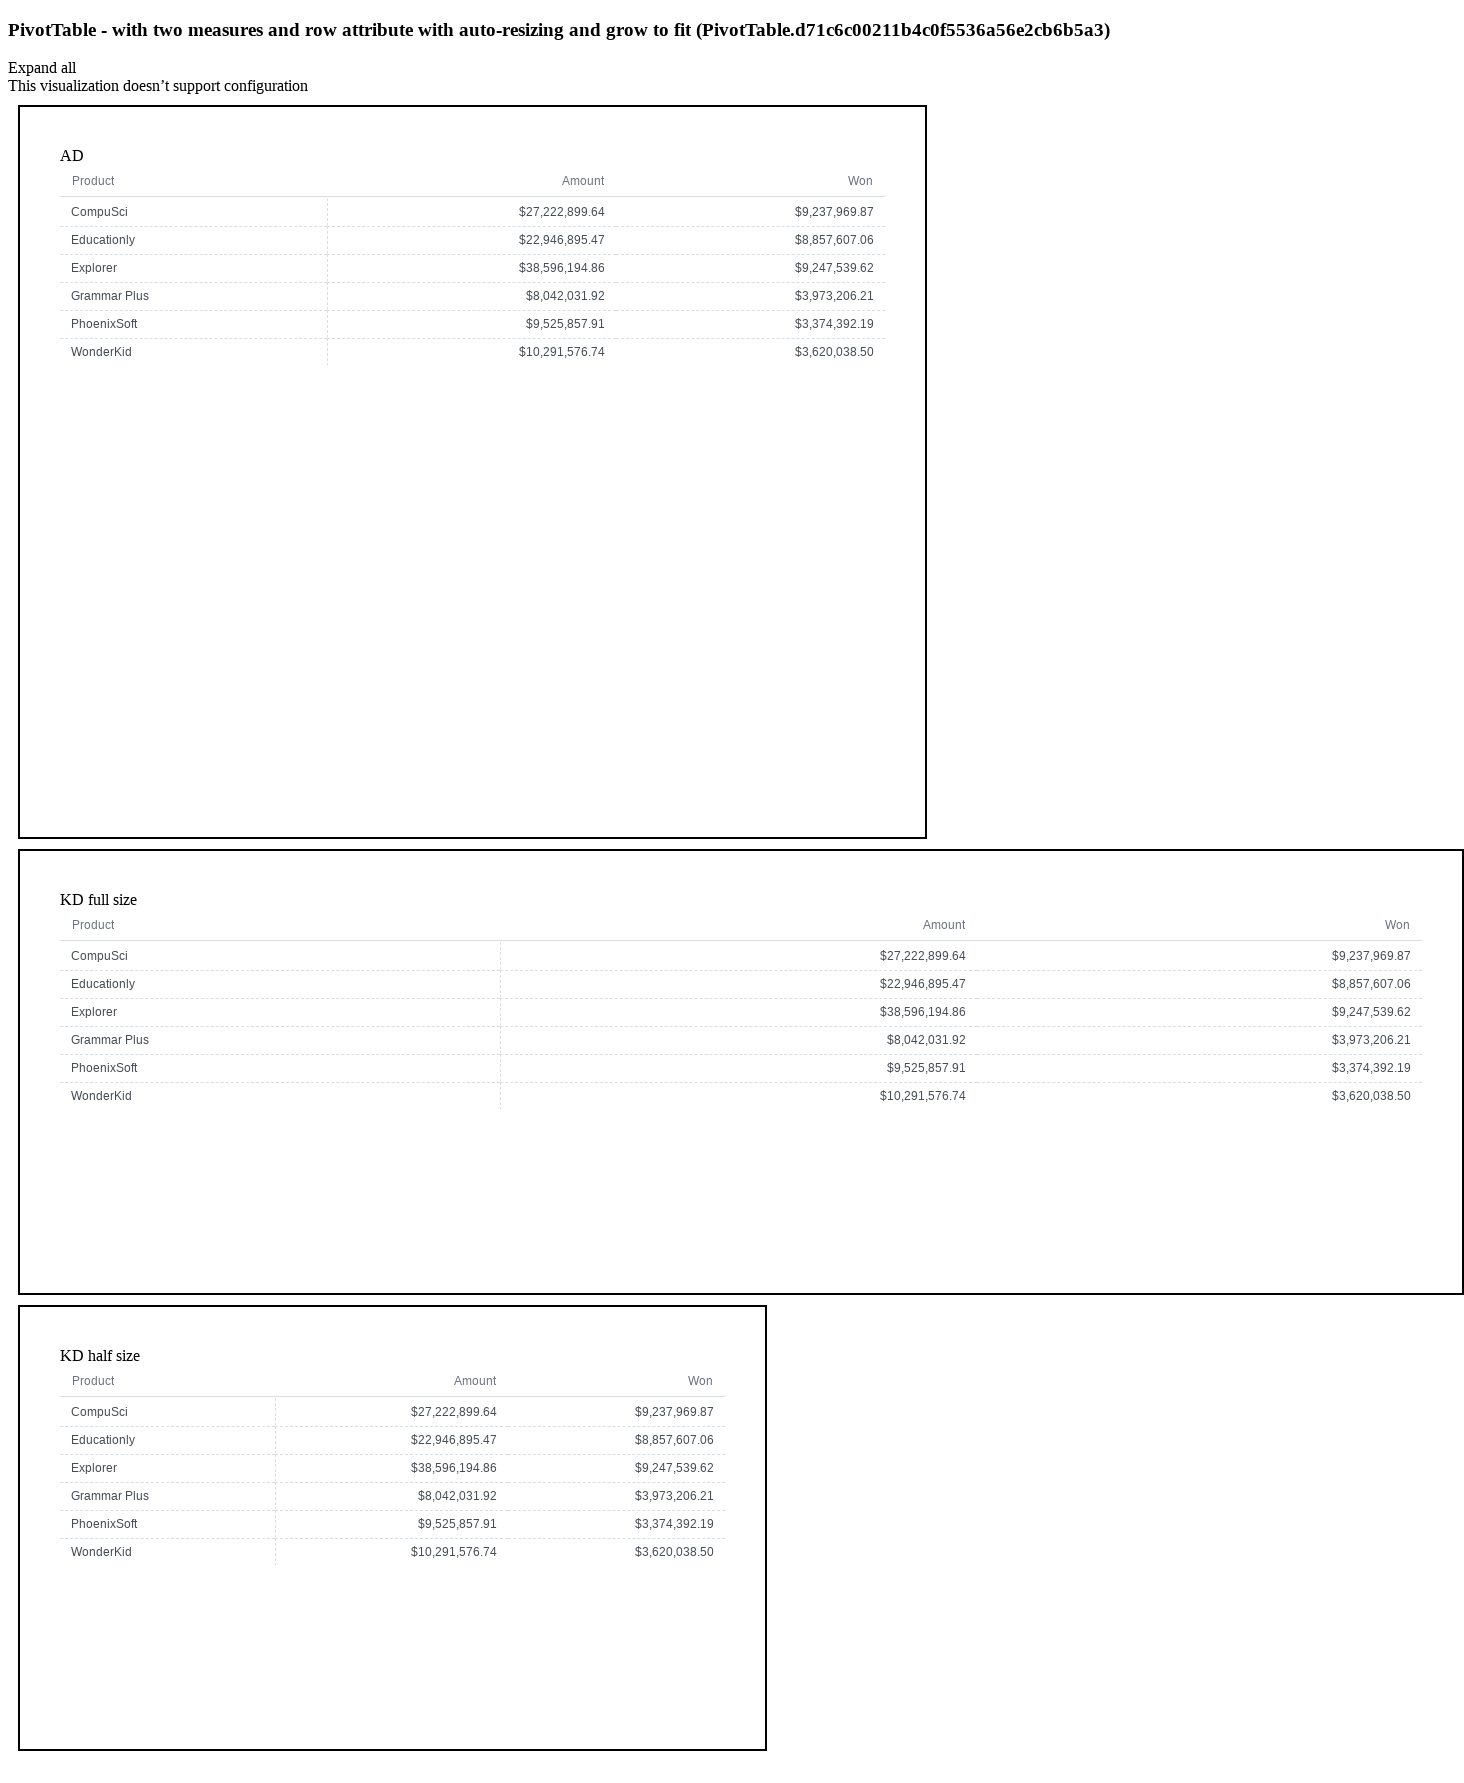 PivotTable - with two measures and row attribute with auto-resizing and grow to fit (PivotTable.d71c6c00211b4c0f5536a56e2cb6b5a3)
Expand all
This visualization doesn’t support configuration
AD
Product Amount Won
CompuSci $27,222,899.64 $9,237,969.87
Educationly $22,946,895.47 $8,857,607.06
Explorer $38,596,194.86 $9,247,539.62
Grammar Plus $8,042,031.92 $3,973,206.21
PhoenixSoft $9,525,857.91 $3,374,392.19
WonderKid $10,291,576.74 $3,620,038.50
KD full size
Product Amount Won
CompuSci $27,222,899.64 $9,237,969.87
Educationly $22,946,895.47 $8,857,607.06
Explorer $38,596,194.86 $9,247,539.62
Grammar Plus $8,042,031.92 $3,973,206.21
PhoenixSoft $9,525,857.91 $3,374,392.19
WonderKid $10,291,576.74 $3,620,038.50
KD half size
Product Amount Won
CompuSci $27,222,899.64 $9,237,969.87
Educationly $22,946,895.47 $8,857,607.06
Explorer $38,596,194.86 $9,247,539.62
Grammar Plus $8,042,031.92 $3,973,206.21
PhoenixSoft $9,525,857.91 $3,374,392.19
WonderKid $10,291,576.74 $3,620,038.50